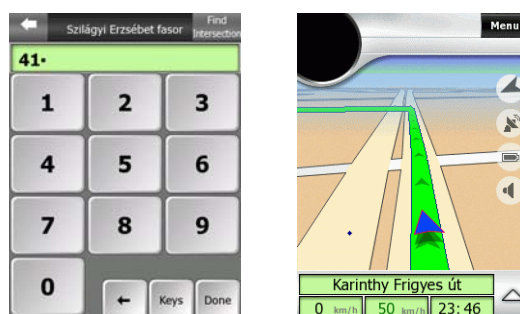 Szilágyi Erzsébet fasor
Find
Intersection
41
1 2 3
4 5 6
7 8 9
0
Keys Done
Menu
Karinthy Frigyes út
0 km/h 50 km/h 23:46